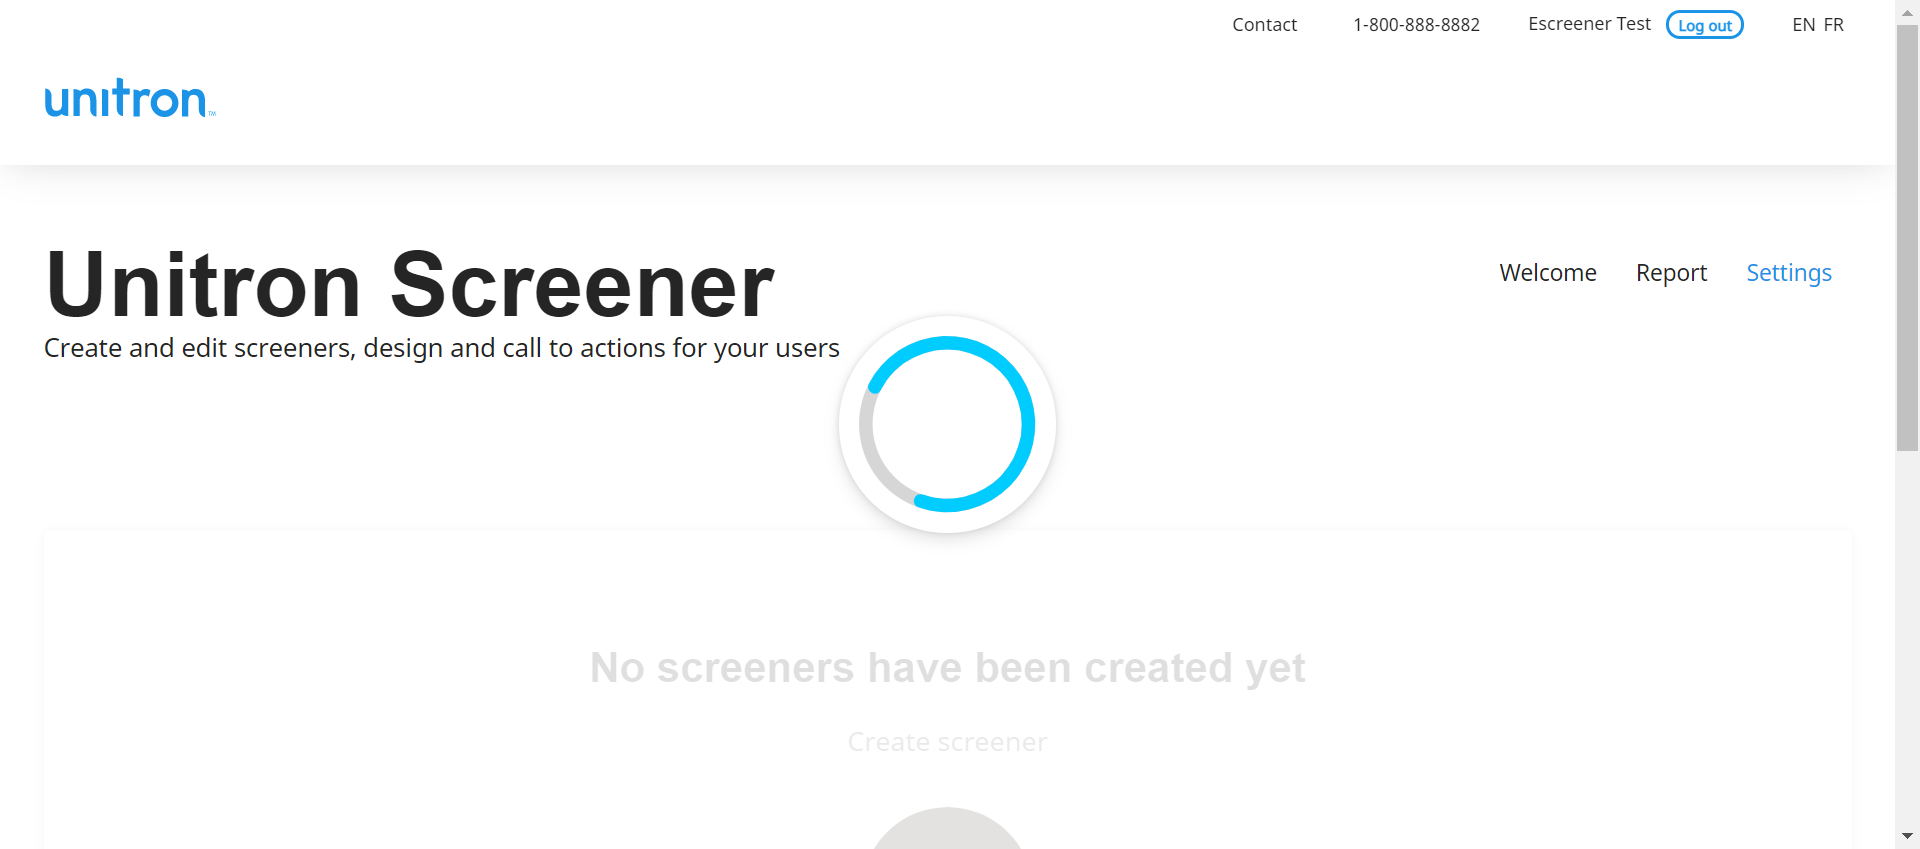 Contact 1-800-888-8882 Escreener Test Log out EN FR
unitron™
Unitron Screener
Welcome Report Settings
Create and edit screeners, design and call to actions for your users
No screeners have been created yet
Create screener